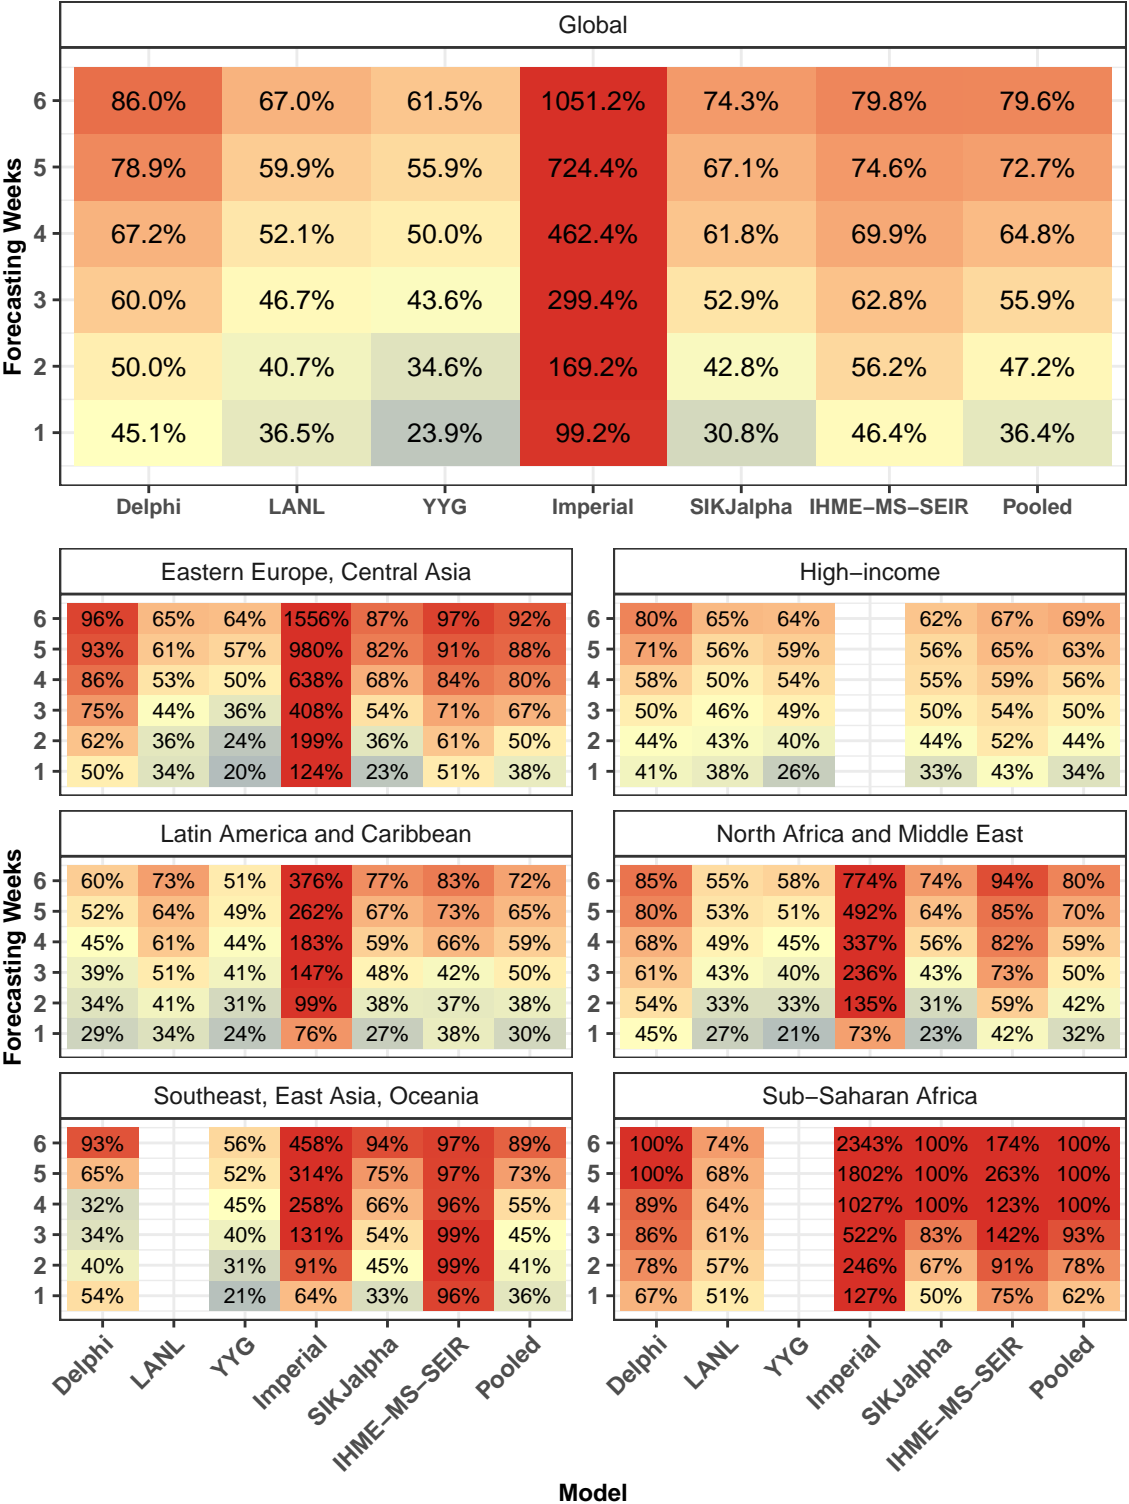 Global
Forecasting Weeks
6 86.0% 67.0% 61.5% 1051.2% 74.3% 79.8% 79.6%
5 78.9% 59.9% 55.9% 724.4% 67.1% 74.6% 72.7%
4 67.2% 52.1% 50.0% 462.4% 61.8% 69.9% 64.8%
3 60.0% 46.7% 43.6% 299.4% 52.9% 62.8% 55.9%
2 50.0% 40.7% 34.6% 169.2% 42.8% 56.2% 47.2%
1 45.1% 36.5% 23.9% 99.2% 30.8% 46.4% 36.4%
Delphi LANL YYG Imperial SIKJalpha IHME−MS−SEIR Pooled
Forecasting Weeks
Eastern Europe, Central Asia
6 96% 65% 64% 1556% 87% 97% 92%
5 93% 61% 57% 980% 82% 91% 88%
4 86% 53% 50% 638% 68% 84% 80%
3 75% 44% 36% 408% 54% 71% 67%
2 62% 36% 24% 199% 36% 61% 50%
1 50% 34% 20% 124% 23% 51% 38%
High−income
6 80% 65% 64% 62% 67% 69%
5 71% 56% 59% 56% 65% 63%
4 58% 50% 54% 55% 59% 56%
3 50% 46% 49% 50% 54% 50%
2 44% 43% 40% 44% 52% 44%
1 41% 38% 26% 33% 43% 34%
Latin America and Caribbean
6 60% 73% 51% 376% 77% 83% 72%
5 52% 64% 49% 262% 67% 73% 65%
4 45% 61% 44% 183% 59% 66% 59%
3 39% 51% 41% 147% 48% 42% 50%
2 34% 41% 31% 99% 38% 37% 38%
1 29% 34% 24% 76% 27% 38% 30%
North Africa and Middle East
6 85% 55% 58% 774% 74% 94% 80%
5 80% 53% 51% 492% 64% 85% 70%
4 68% 49% 45% 337% 56% 82% 59%
3 61% 43% 40% 236% 43% 73% 50%
2 54% 33% 33% 135% 31% 59% 42%
1 45% 27% 21% 73% 23% 42% 32%
Southeast, East Asia, Oceania
6 93% 56% 458% 94% 97% 89%
5 65% 52% 314% 75% 97% 73%
4 32% 45% 258% 66% 96% 55%
3 34% 40% 131% 54% 99% 45%
2 40% 31% 91% 45% 99% 41%
1 54% 21% 64% 33% 96% 36%
Delphi LANL YYG Imperial SIKJalpha IHME−MS−SEIR Pooled
Sub−Saharan Africa
6 100% 74% 2343% 100% 174% 100%
5 100% 68% 1802% 100% 263% 100%
4 89% 64% 1027% 100% 123% 100%
3 86% 61% 522% 83% 142% 93%
2 78% 57% 246% 67% 91% 78%
1 67% 51% 127% 50% 75% 62%
Delphi LANL YYG Imperial SIKJalpha IHME−MS−SEIR Pooled
Model